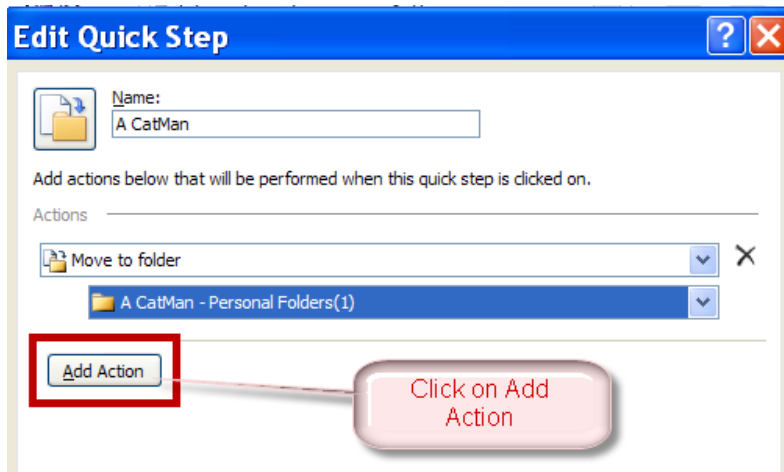 Edit Quick Step
?
Name:
A CatMan
Add actions below that will be performed when this quick step is clicked on.
Actions
Move to folder
A CatMan - Personal Folders(1)
Add Action
Click on Add
Action